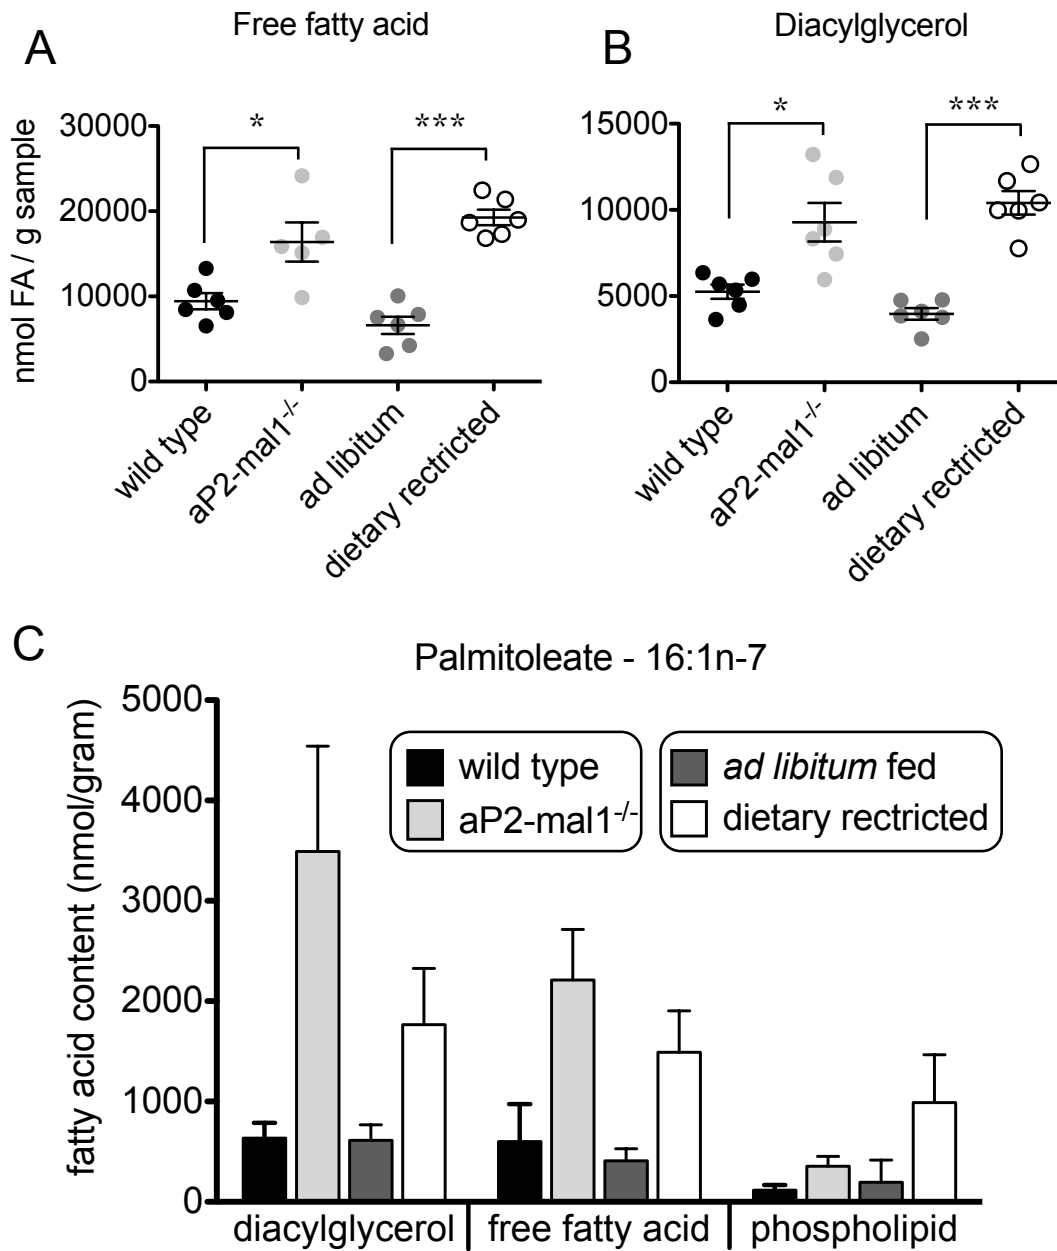 A
Free fatty acid
nmol FA / g sample
30000
20000
10000
0
*
***
wild type
aP2-mal1-/-
ad libitum
dietary rectricted
B
Diacylglycerol
15000
10000
5000
0
*
***
wild type
aP2-mal1-/-
ad libitum
dietary rectricted
C
Palmitoleate - 16:1n-7
fatty acid content (nmol/gram)
5000
4000
3000
2000
1000
0
wild type
aP2-mal1-/-
ad libitum fed
dietary rectricted
diacylglycerol
free fatty acid
phospholipid